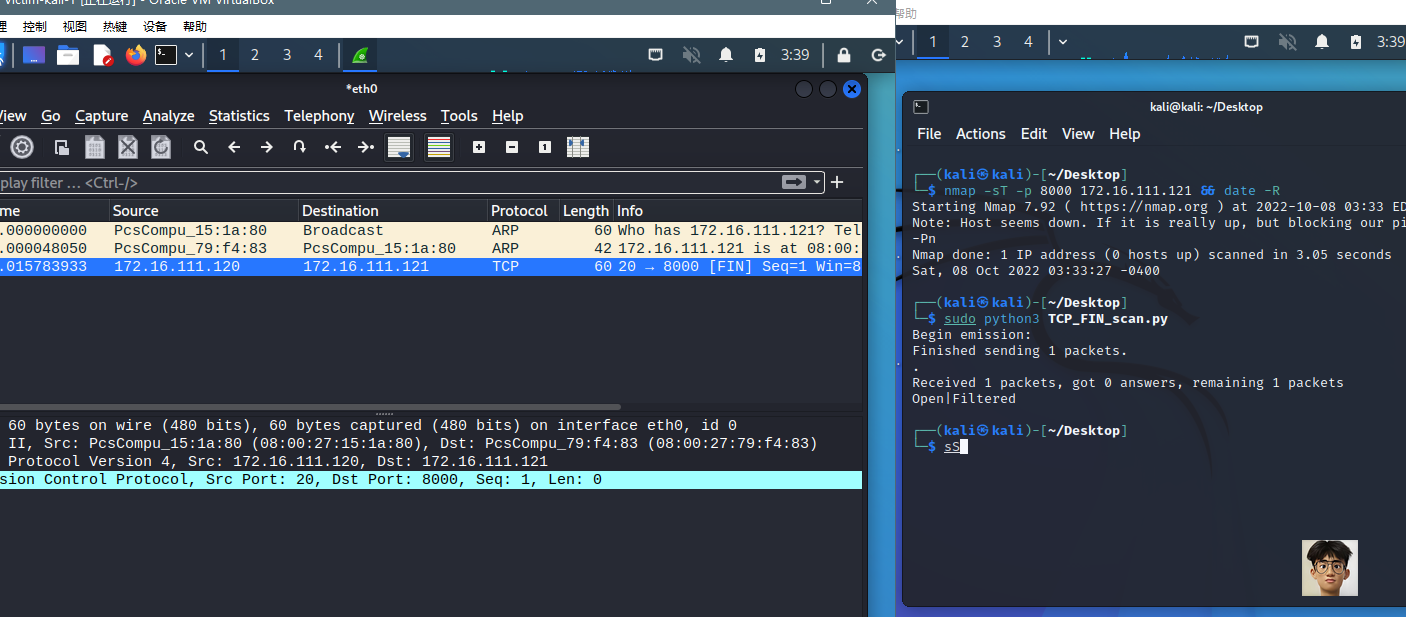 Victim-kali-1 [正在运行] - Oracle VM VirtualBox
理 控制 视图 热键 设备 帮助
1 2 3 4 3:39
*eth0
View Go Capture Analyze Statistics Telephony Wireless Tools Help
play filter … <Ctrl-/>
me Source Destination Protocol Length Info
.000000000 PcsCompu_15:1a:80 Broadcast ARP 60 Who has 172.16.111.121? Tel
.000048050 PcsCompu_79:f4:83 PcsCompu_15:1a:80 ARP 42 172.16.111.121 is at 08:00:
.015783933 172.16.111.120 172.16.111.121 TCP 60 20 → 8000 [FIN] Seq=1 Win=8
60 bytes on wire (480 bits), 60 bytes captured (480 bits) on interface eth0, id 0
II, Src: PcsCompu_15:1a:80 (08:00:27:15:1a:80), Dst: PcsCompu_79:f4:83 (08:00:27:79:f4:83)
Protocol Version 4, Src: 172.16.111.120, Dst: 172.16.111.121
sion Control Protocol, Src Port: 20, Dst Port: 8000, Seq: 1, Len: 0
帮助
1 2 3 4 3:39
kali@kali: ~/Desktop
File Actions Edit View Help
┌──(kali㉿kali)-[~/Desktop]
└─$ nmap -sT -p 8000 172.16.111.121 && date -R
Starting Nmap 7.92 ( https://nmap.org ) at 2022-10-08 03:33 ED
Note: Host seems down. If it is really up, but blocking our pi
-Pn
Nmap done: 1 IP address (0 hosts up) scanned in 3.05 seconds
Sat, 08 Oct 2022 03:33:27 -0400
┌──(kali㉿kali)-[~/Desktop]
└─$ sudo python3 TCP_FIN_scan.py
Begin emission:
Finished sending 1 packets.
.
Received 1 packets, got 0 answers, remaining 1 packets
Open|Filtered
┌──(kali㉿kali)-[~/Desktop]
└─$ sS